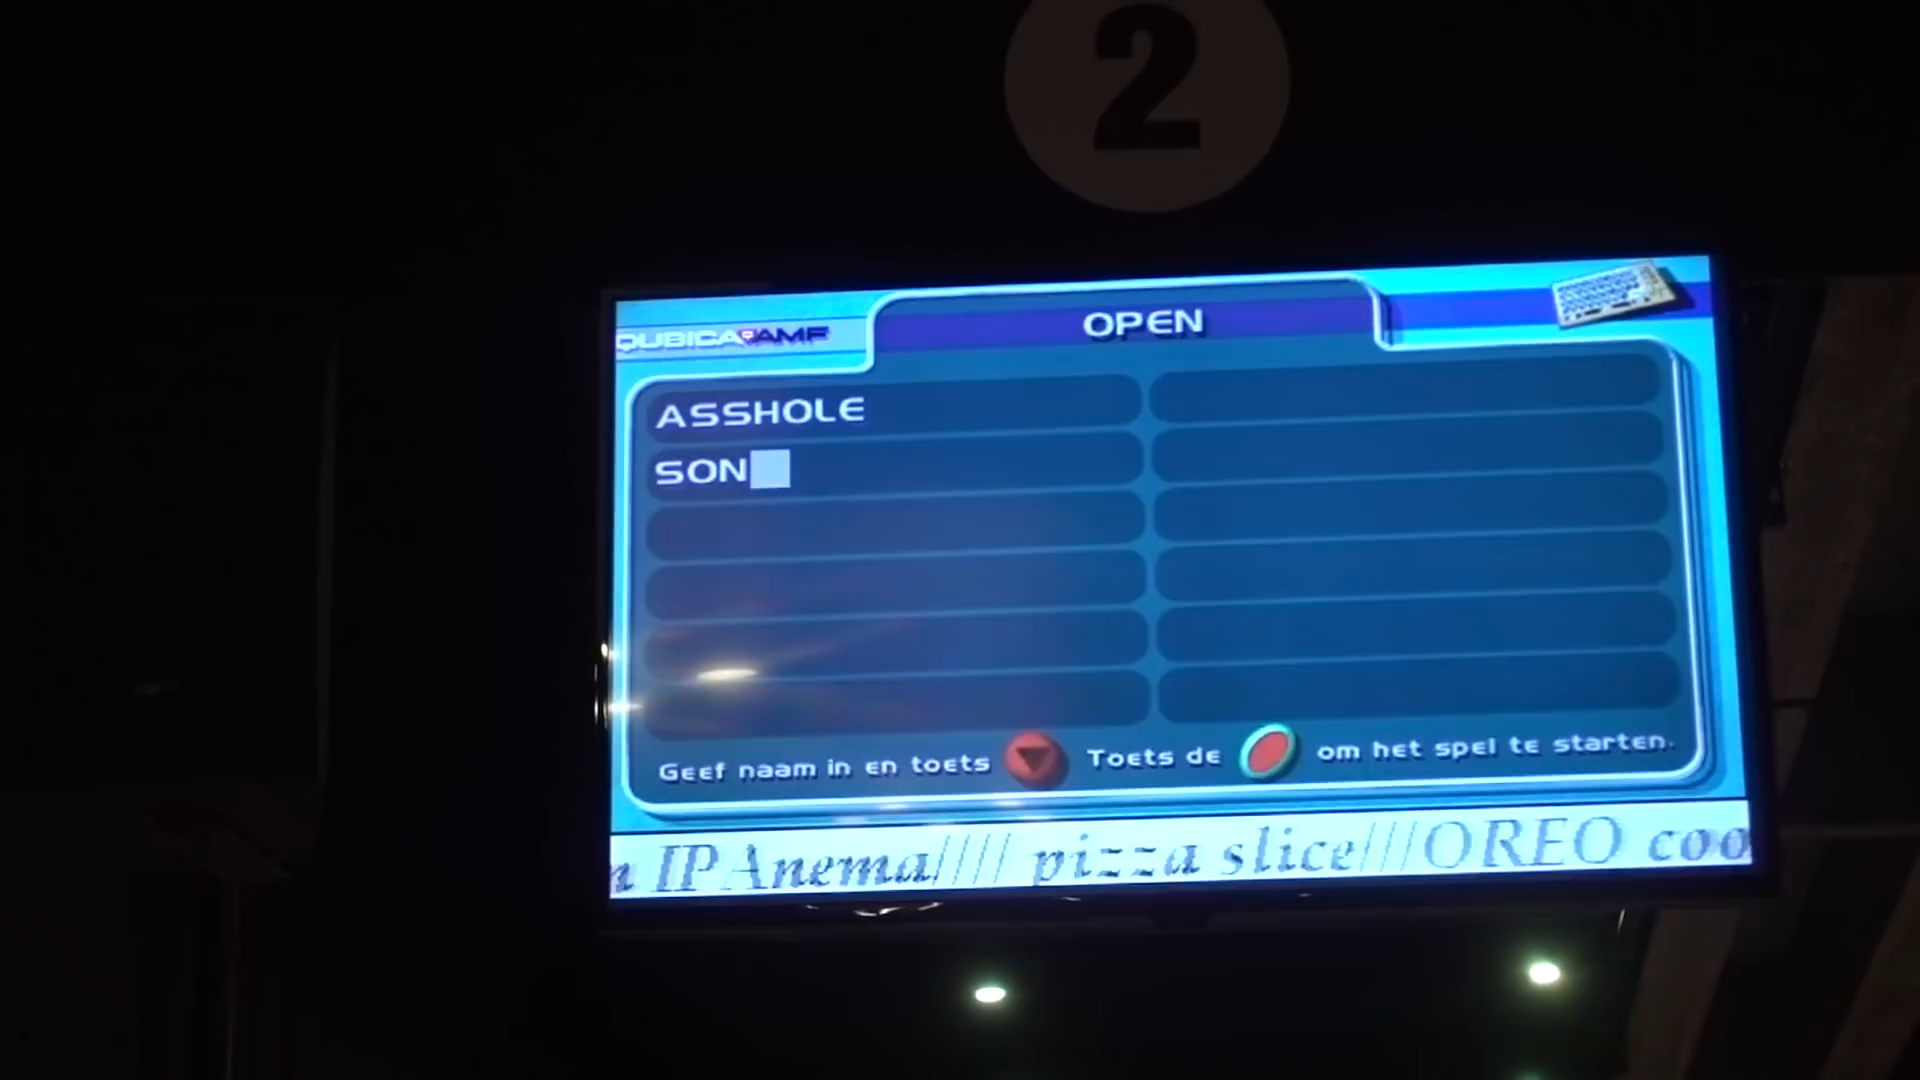 2
QUBICAAMF
OPEN
ASSHOLE
SON
Geef naam in en toets
Toets de
om het spel te starten.
IPAnema//// pizza slice///OREO coo